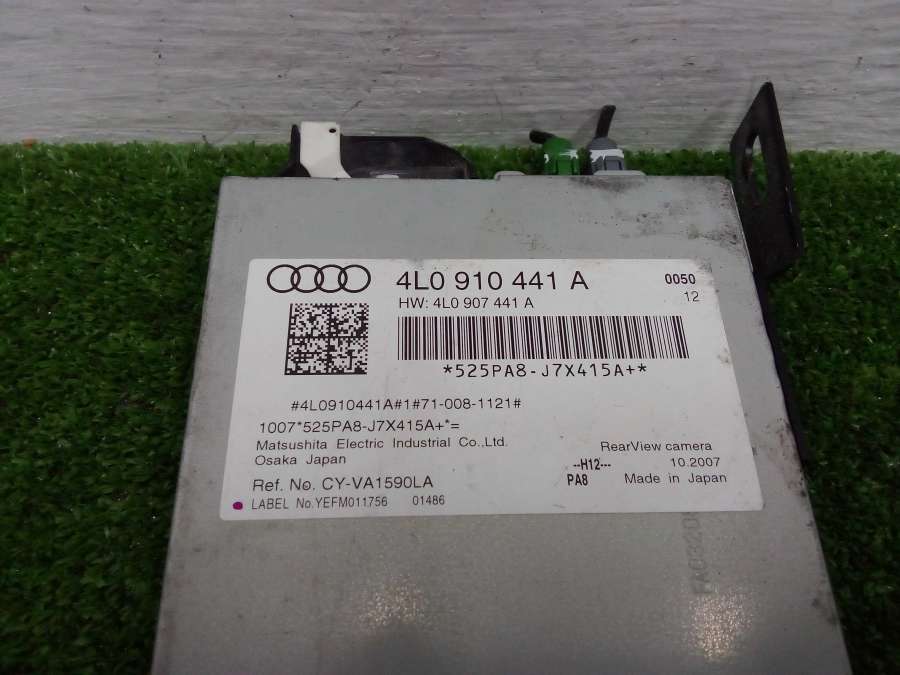 4L0 910 441 A 0050
HW: 4L0 907 441 A 12
*525PA8-J7X415A+*
#4L0910441A#1#71-008-1121#
1007*525PA8-J7X415A+*=
Matsushita Electric Industrial Co.,Ltd.
Osaka Japan
RearView camera
--H12--- 10.2007
PA8 Made in Japan
Ref. No. CY-VA1590LA
LABEL No.YEFM011756 01486